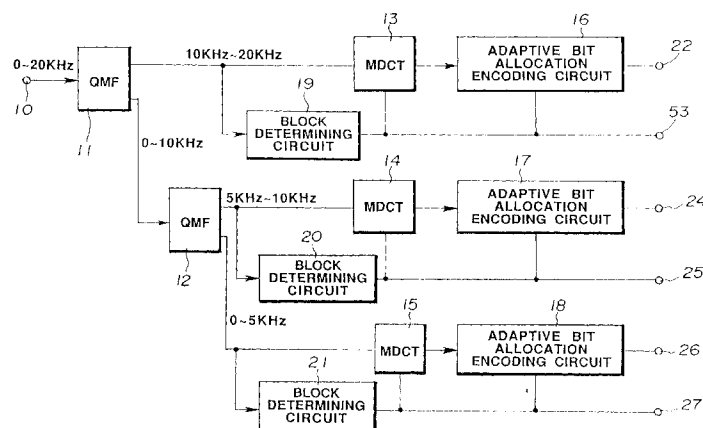 13
16
0~20KHz
10KHz~20KHz
QMF
MDCT
ADAPTIVE BIT
ALLOCATION
ENCODING CIRCUIT
22
10
11
19
BLOCK
DETERMINING
CIRCUIT
53
0~10KHz
14
17
5KHz~10KHz
QMF
MDCT
ADAPTIVE BIT
ALLOCATION
ENCODING CIRCUIT
24
12
20
BLOCK
DETERMINING
CIRCUIT
25
0~5KHz
15
18
MDCT
ADAPTIVE BIT
ALLOCATION
ENCODING CIRCUIT
26
21
BLOCK
DETERMINING
CIRCUIT
27